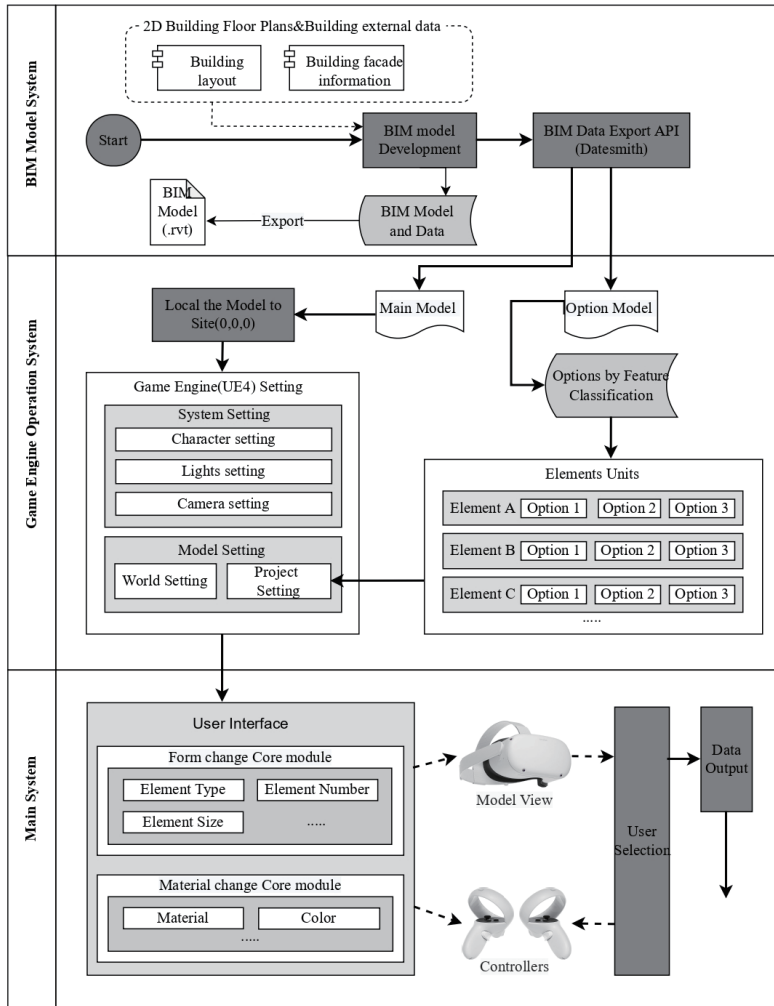 BIM Model System
2D Building Floor Plans&Building external data
Building
layout
Building facade
information
Start
BIM model
Development
BIM Data Export API
(Datesmith)
BIM
Model
(.rvt)
Export
BIM Model
and Data
Game Engine Operation System
Local the Model to
Site(0,0,0)
Main Model
Option Model
Options by Feature
Classification
Game Engine(UE4) Setting
System Setting
Character setting
Lights setting
Camera setting
Model Setting
World Setting
Project
Setting
Elements Units
Element A Option 1 Option 2 Option 3
Element B Option 1 Option 2 Option 3
Element C Option 1 Option 2 Option 3
.....
Main System
User Interface
Form change Core module
Element Type Element Number
Element Size .....
Material change Core module
Material Color
.....
Model View
Controllers
User
Selection
Data
Output